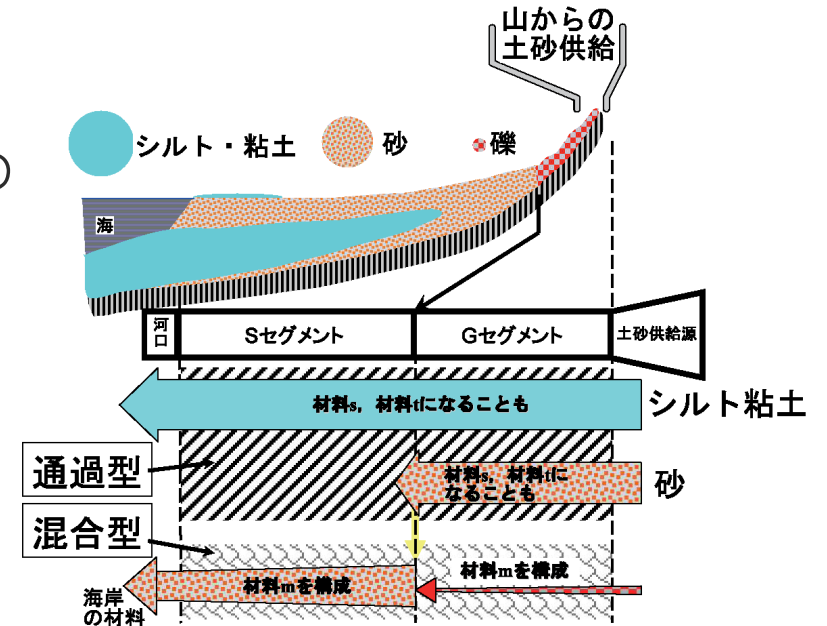 山からの
土砂供給
シルト・粘土
砂
礫
海
河口
Sセグメント
Gセグメント
土砂供給源
材料s,材料tになることも
シルト粘土
通過型
材料s,材料tに
なることも
砂
混合型
材料mを構成
材料mを構成
海岸
の材料